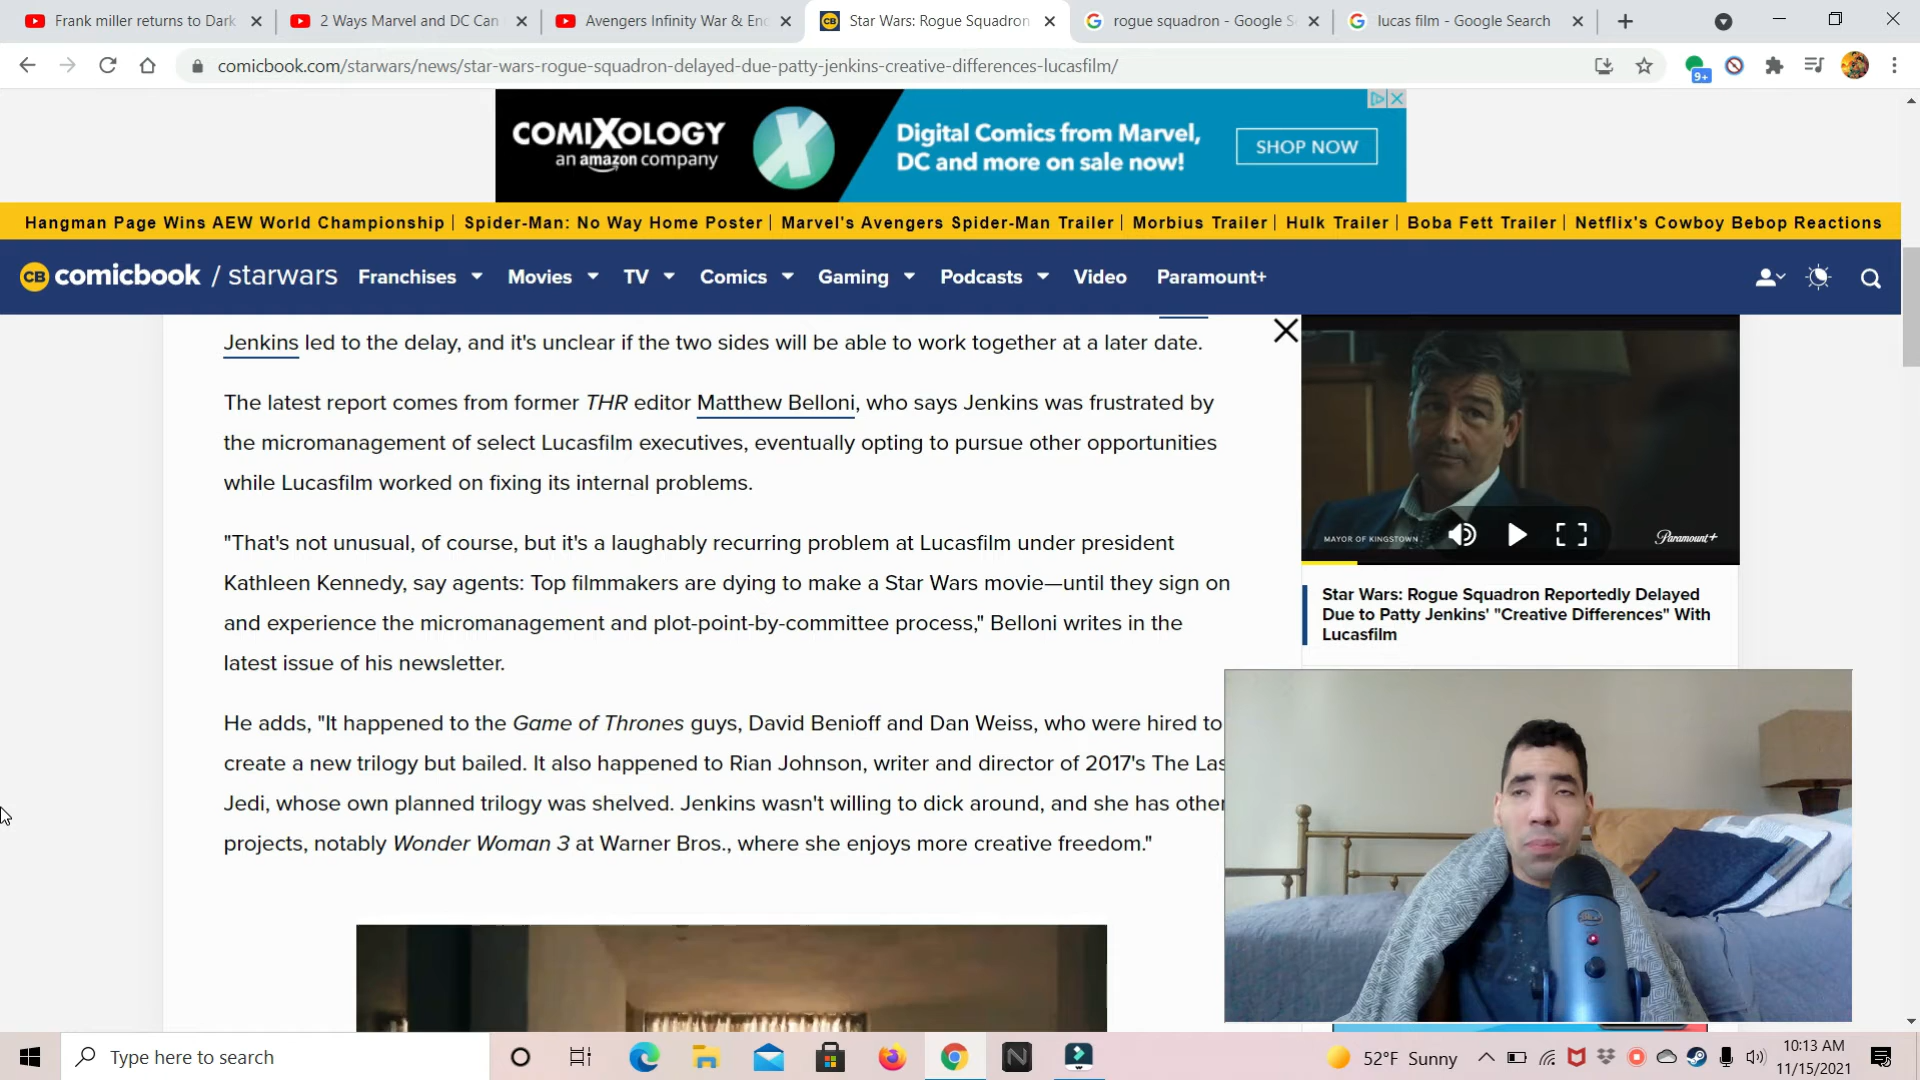 Frank miller returns to Dark
2 Ways Marvel and DC Can
Avengers Infinity War & End
Star Wars: Rogue Squadron
rogue squadron - Google Se
lucas film - Google Search
comicbook.com/starwars/news/star-wars-rogue-squadron-delayed-due-patty-jenkins-creative-differences-lucasfilm/
9+
COMIXOLOGY
an amazon company
Digital Comics from Marvel,
DC and more on sale now!
SHOP NOW
Hangman Page Wins AEW World Championship | Spider-Man: No Way Home Poster | Marvel's Avengers Spider-Man Trailer | Morbius Trailer | Hulk Trailer | Boba Fett Trailer | Netflix's Cowboy Bebop Reactions
CB comicbook / starwars Franchises Movies TV Comics Gaming Podcasts Video Paramount+
Jenkins led to the delay, and it's unclear if the two sides will be able to work together at a later date.
The latest report comes from former THR editor Matthew Belloni, who says Jenkins was frustrated by
the micromanagement of select Lucasfilm executives, eventually opting to pursue other opportunities
while Lucasfilm worked on fixing its internal problems.
"That's not unusual, of course, but it's a laughably recurring problem at Lucasfilm under president
Kathleen Kennedy, say agents: Top filmmakers are dying to make a Star Wars movie—until they sign on
and experience the micromanagement and plot-point-by-committee process," Belloni writes in the
latest issue of his newsletter.
He adds, "It happened to the Game of Thrones guys, David Benioff and Dan Weiss, who were hired to
create a new trilogy but bailed. It also happened to Rian Johnson, writer and director of 2017's The Las
Jedi, whose own planned trilogy was shelved. Jenkins wasn't willing to dick around, and she has other
projects, notably Wonder Woman 3 at Warner Bros., where she enjoys more creative freedom."
MAYOR OF KINGSTOWN
Paramount+
Star Wars: Rogue Squadron Reportedly Delayed
Due to Patty Jenkins' "Creative Differences" With
Lucasfilm
Type here to search
N
52°F Sunny
10:13 AM
11/15/2021